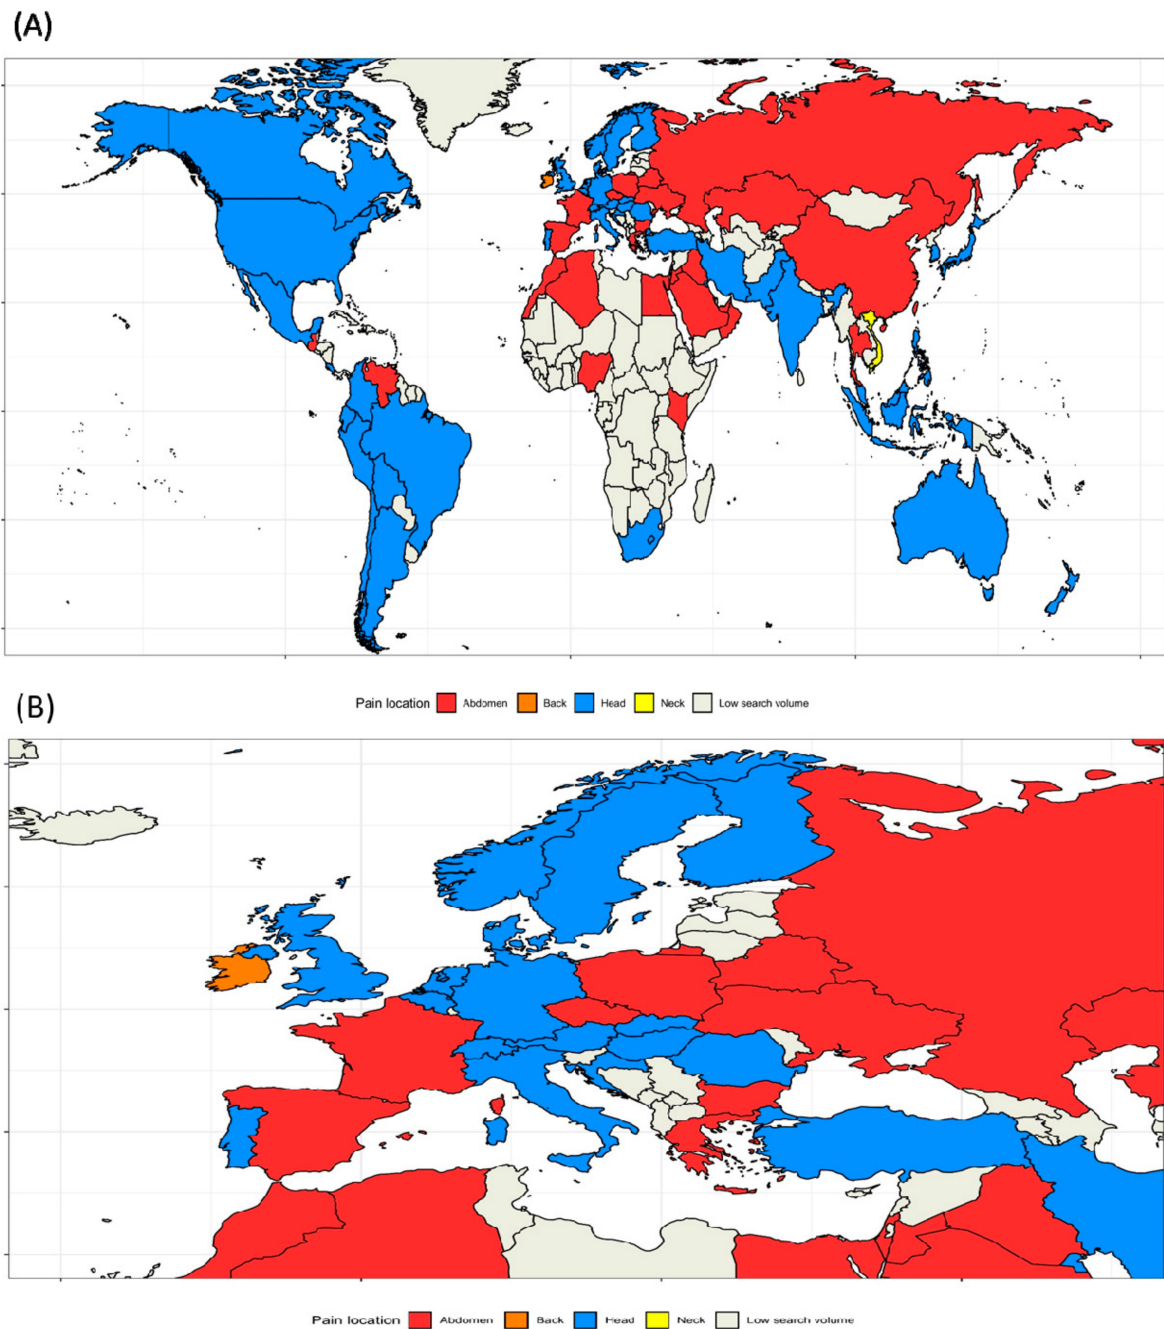 (A)
Pain location Abdomen Back Head Neck Low search volume
(B)
Pain location Abdomen Back Head Neck Low search volume